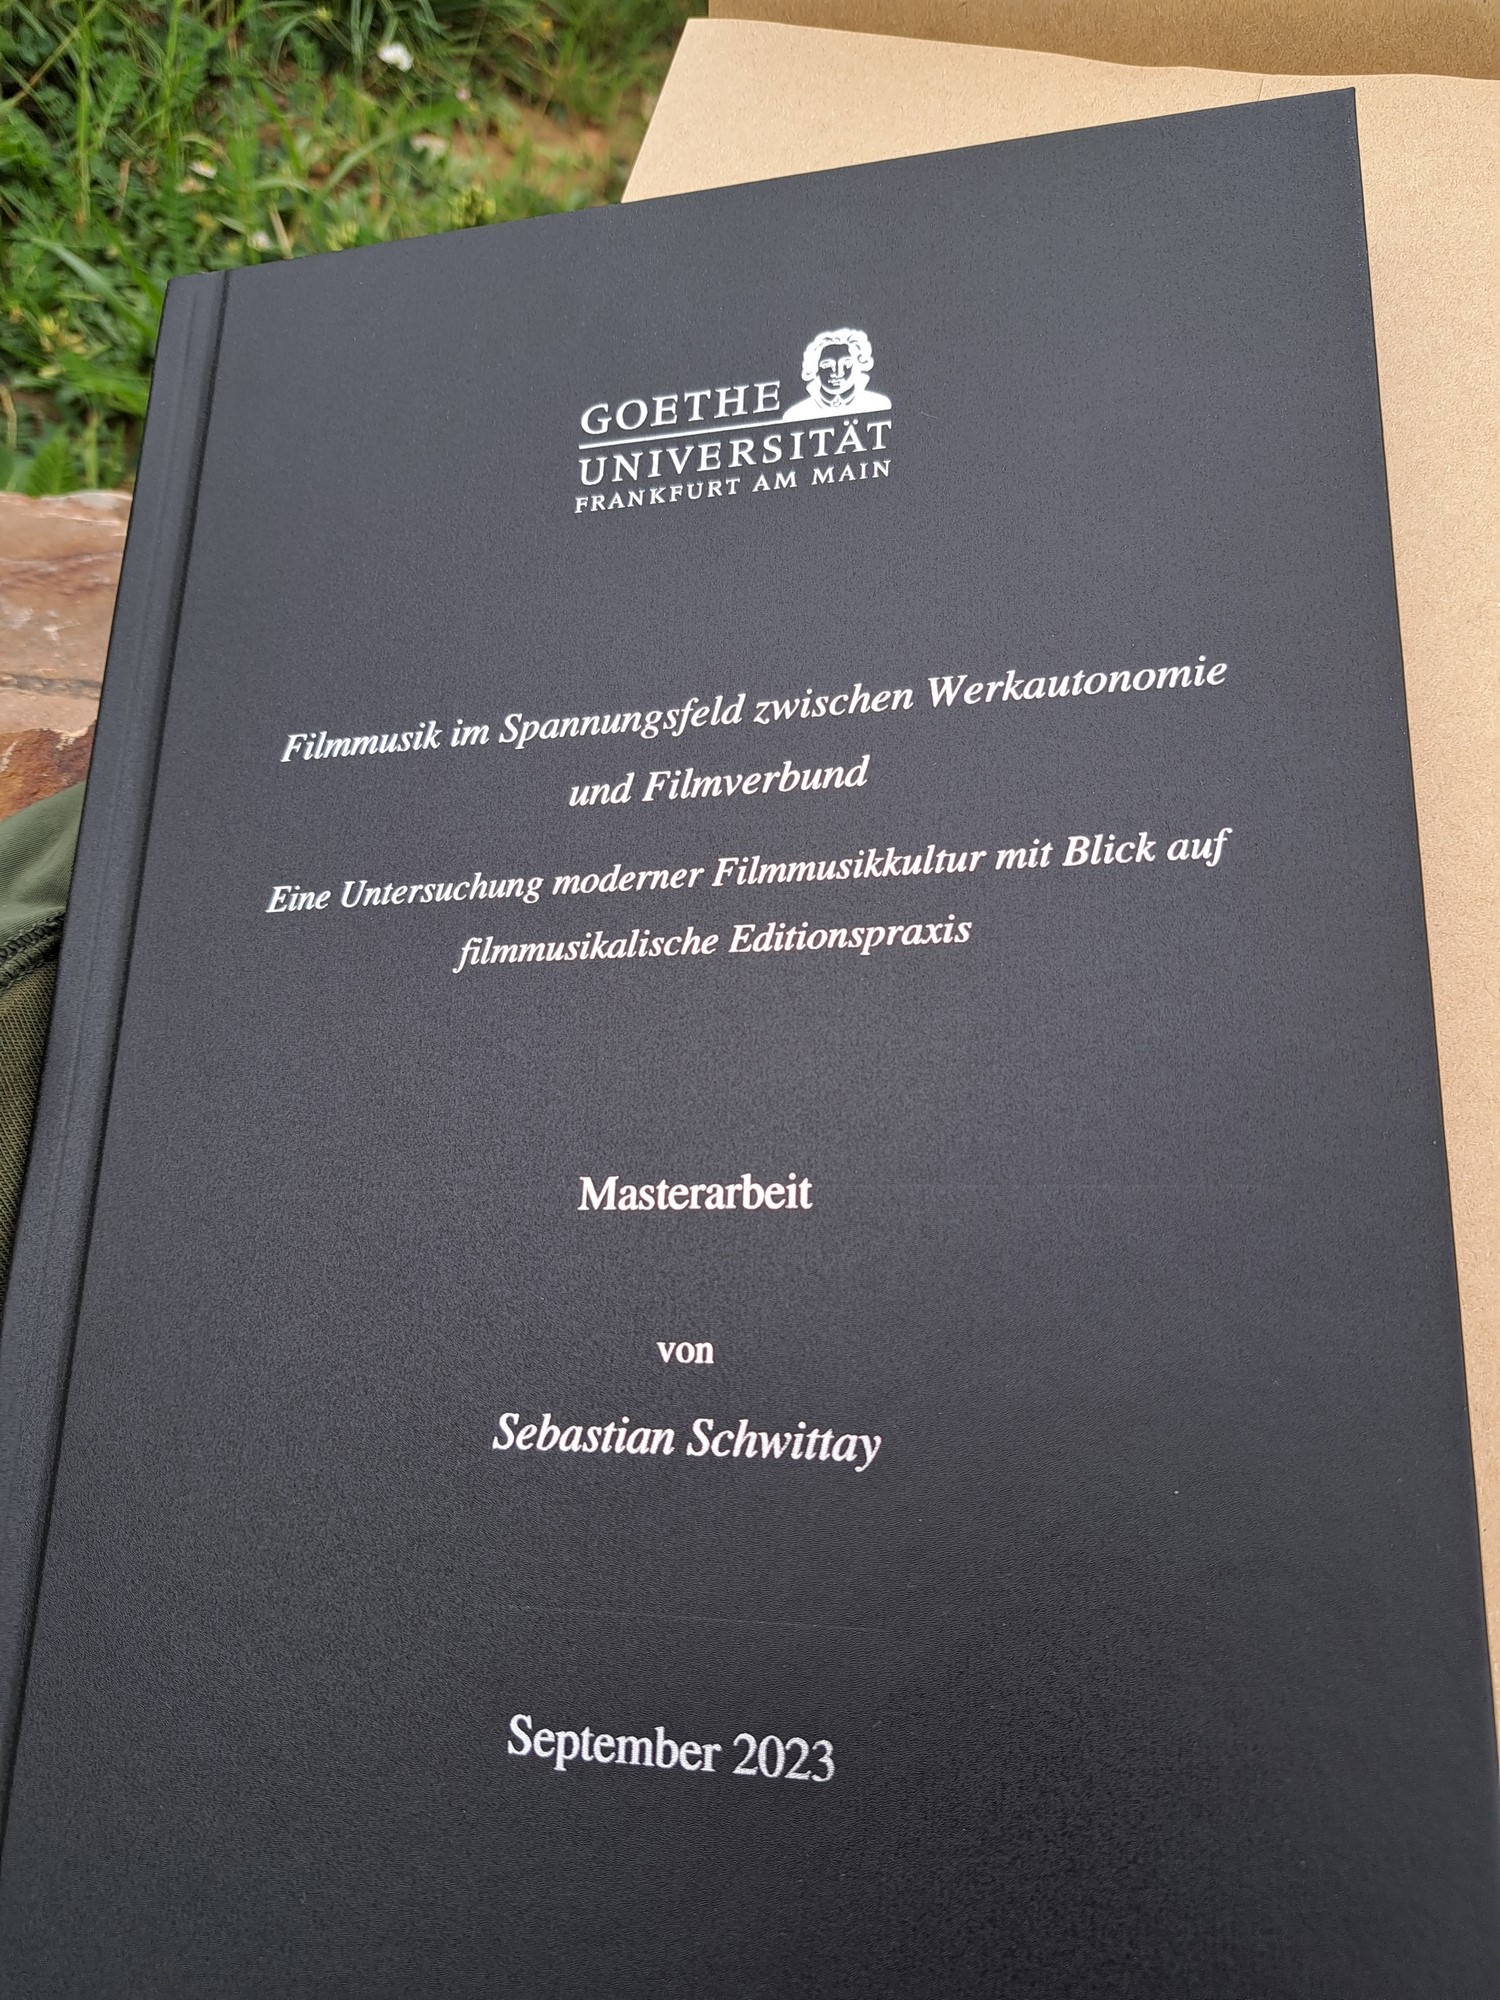 GOETHE
UNIVERSITÄT
FRANKFURT AM MAIN
Filmmusik im Spannungsfeld zwischen Werkautonomie
und Filmverbund
Eine Untersuchung moderner Filmmusikkultur mit Blick auf
filmmusikalische Editionspraxis
Masterarbeit
von
Sebastian Schwittay
September 2023